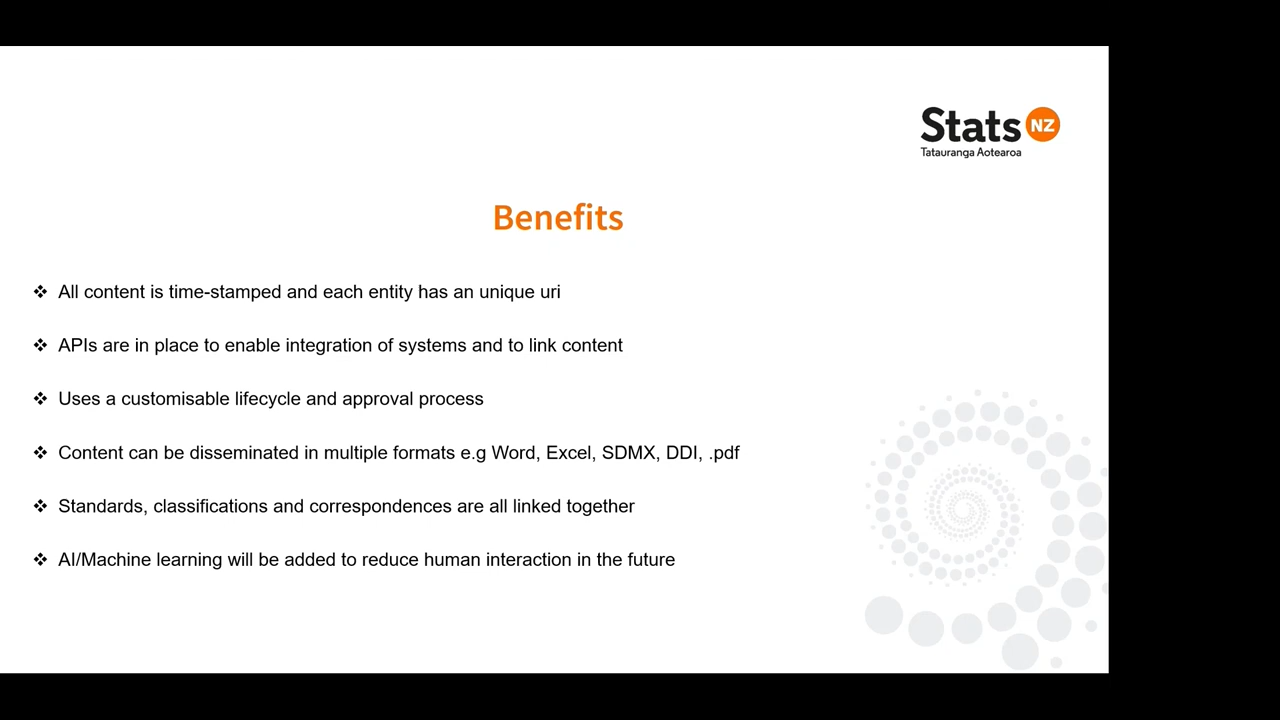 Stats NZ
Tatauranga Aotearoa
Benefits
❖ All content is time-stamped and each entity has an unique uri
❖ APIs are in place to enable integration of systems and to link content
❖ Uses a customisable lifecycle and approval process
❖ Content can be disseminated in multiple formats e.g Word, Excel, SDMX, DDI, .pdf
❖ Standards, classifications and correspondences are all linked together
❖ AI/Machine learning will be added to reduce human interaction in the future